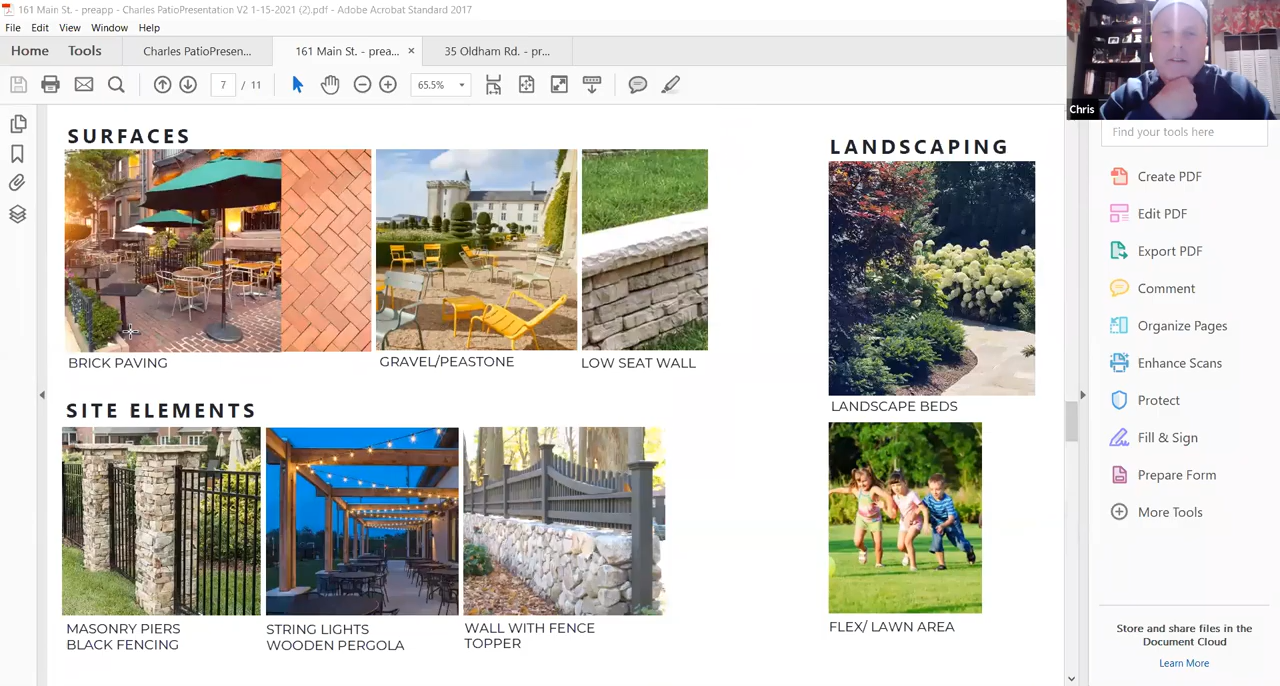 161 Main St. - preapp - Charles PatioPresentation V2 1-15-2021 (2).pdf - Adobe Acrobat Standard 2017
File Edit View Window Help
Home Tools Charles PatioPresen... 161 Main St. - prea... × 35 Oldham Rd. - pr...
7 / 11 65.5%
Chris
Find your tools here
SURFACES
BRICK PAVING
GRAVEL/PEASTONE
LOW SEAT WALL
SITE ELEMENTS
MASONRY PIERS
BLACK FENCING
STRING LIGHTS
WOODEN PERGOLA
WALL WITH FENCE
TOPPER
LANDSCAPING
LANDSCAPE BEDS
FLEX/ LAWN AREA
Create PDF
Edit PDF
Export PDF
Comment
Organize Pages
Enhance Scans
Protect
Fill & Sign
Prepare Form
More Tools
Store and share files in the
Document Cloud
Learn More